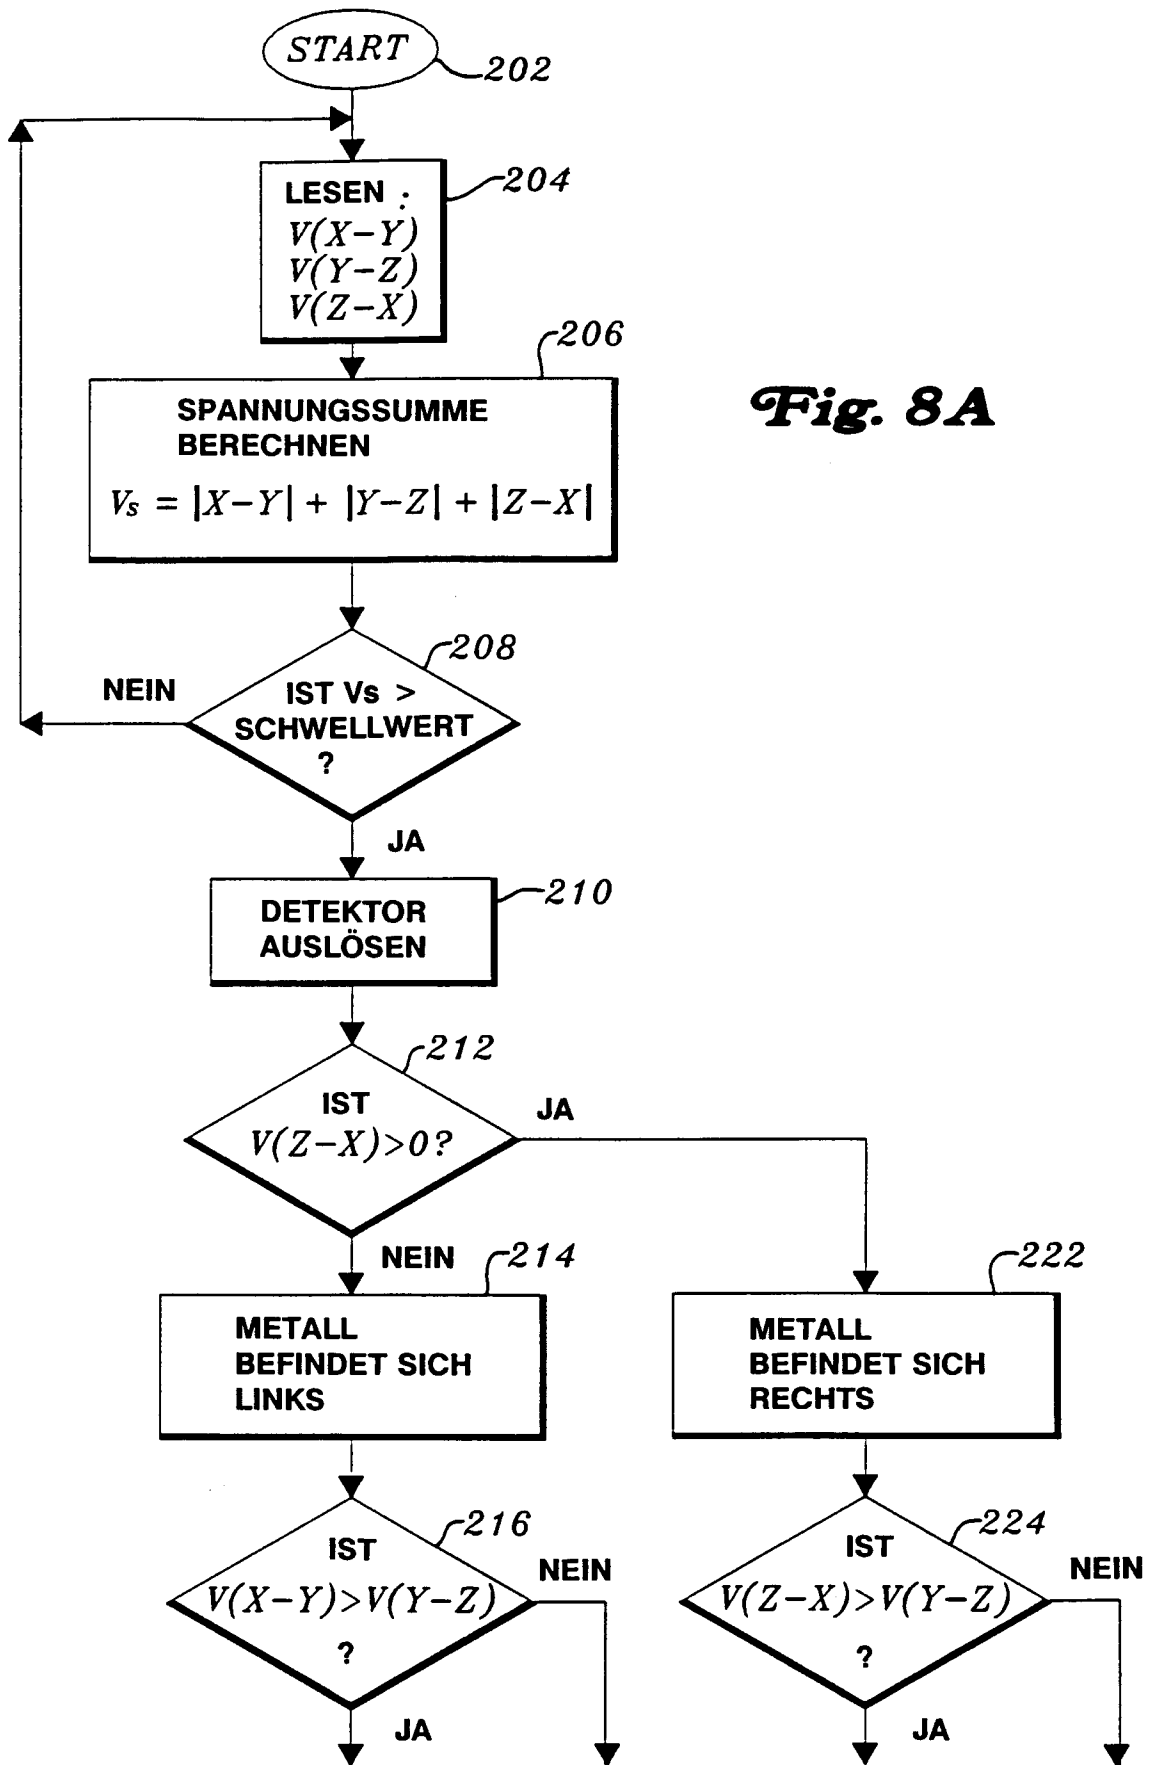 START
202
LESEN :
V(X-Y)
V(Y-Z)
V(Z-X)
204
206
SPANNUNGSSUMME
BERECHNEN
Vs = |X-Y| + |Y-Z| + |Z-X|
Fig. 8A
208
NEIN
IST Vs >
SCHWELLWERT
?
JA
210
DETEKTOR
AUSLÖSEN
212
IST
V(Z-X)>0?
JA
NEIN
214
METALL
BEFINDET SICH
LINKS
222
METALL
BEFINDET SICH
RECHTS
216
IST
V(X-Y)>V(Y-Z)
?
NEIN
JA
224
IST
V(Z-X)>V(Y-Z)
?
NEIN
JA